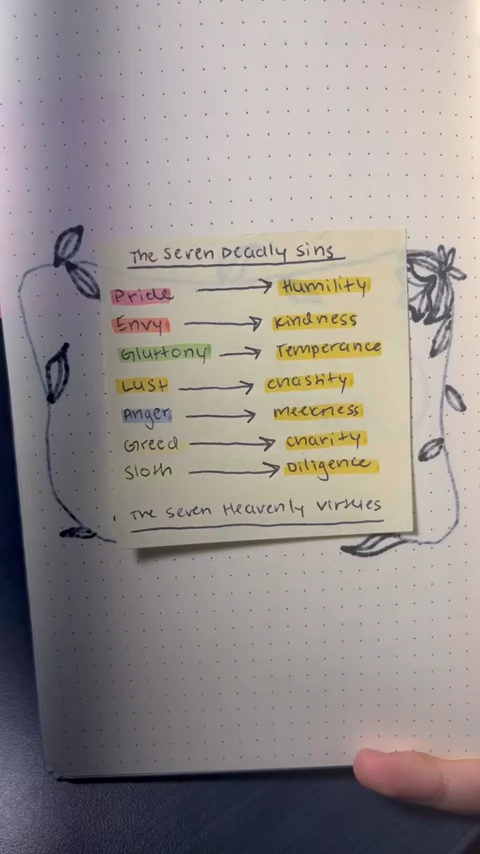 The Seven Deadly Sins
Pride → Humility
Envy → Kindness
Gluttony → Temperance
Lust → Chastity
Anger → Meekness
Greed → Charity
Sloth → Diligence
The Seven Heavenly Virtues